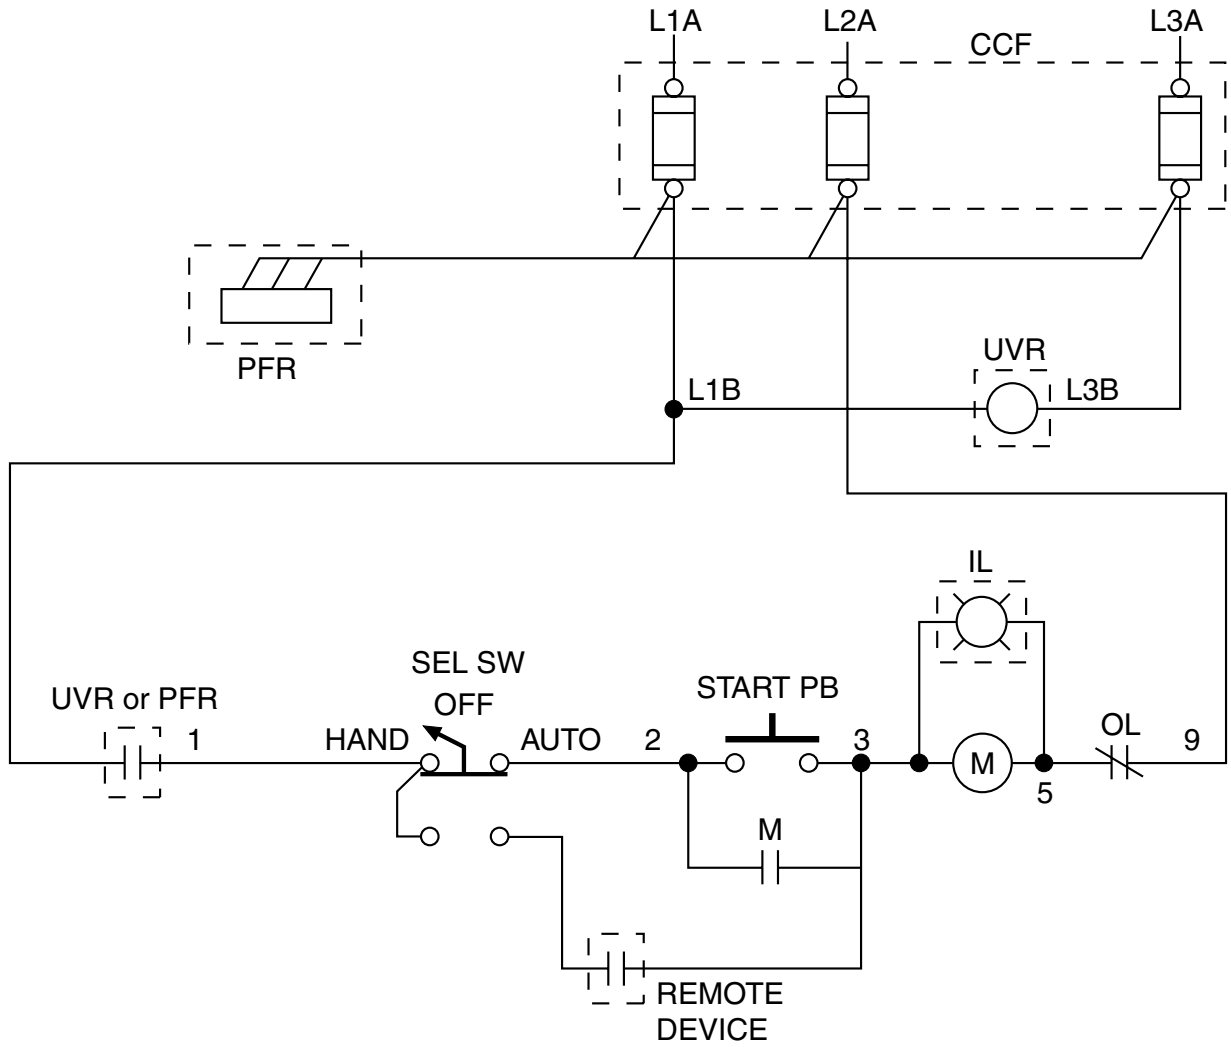 L1A
L2A
L3A
CCF
PFR
UVR
L1B
L3B
IL
SEL SW
OFF
START PB
UVR or PFR
1
HAND
AUTO
2
3
OL
9
M
5
M
REMOTE
DEVICE